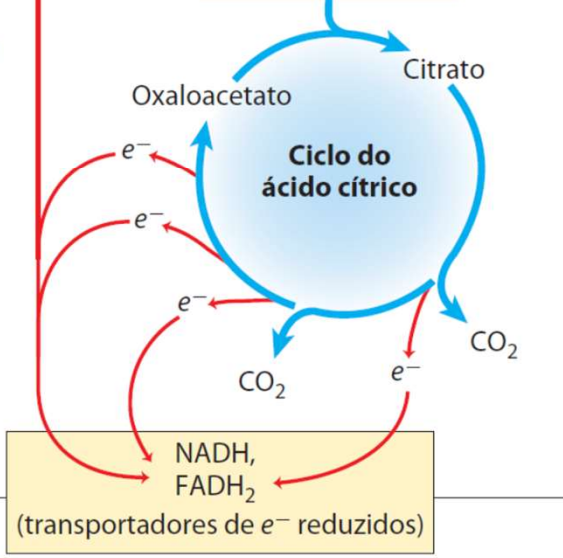 Citrato
Oxaloacetato
e⁻
Ciclo do
ácido cítrico
e⁻
e⁻
CO₂
CO₂
e⁻
NADH,
FADH₂
(transportadores de e⁻ reduzidos)